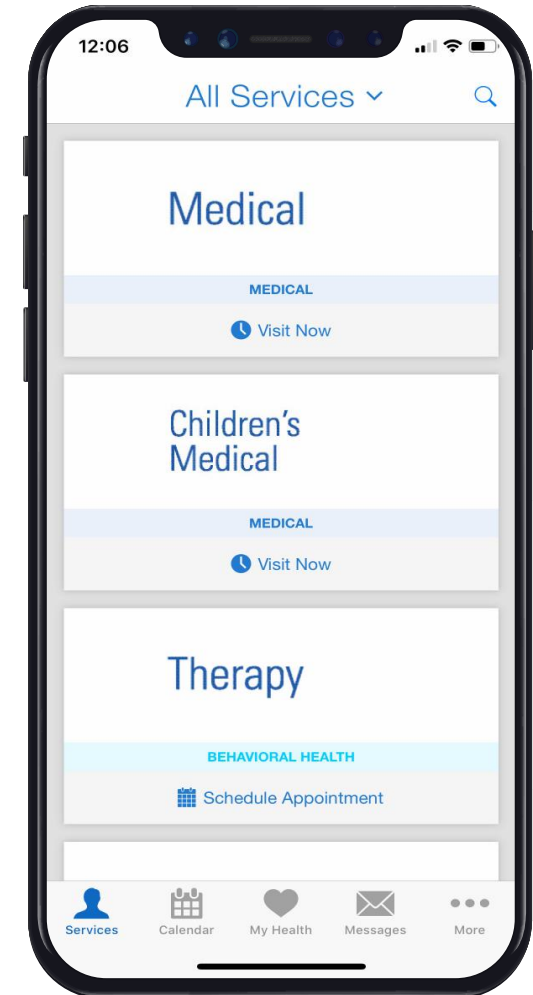 12:06
All Services
Medical
MEDICAL
Visit Now
Children's
Medical
MEDICAL
Visit Now
Therapy
BEHAVIORAL HEALTH
Schedule Appointment
Services
Calendar
My Health
Messages
More